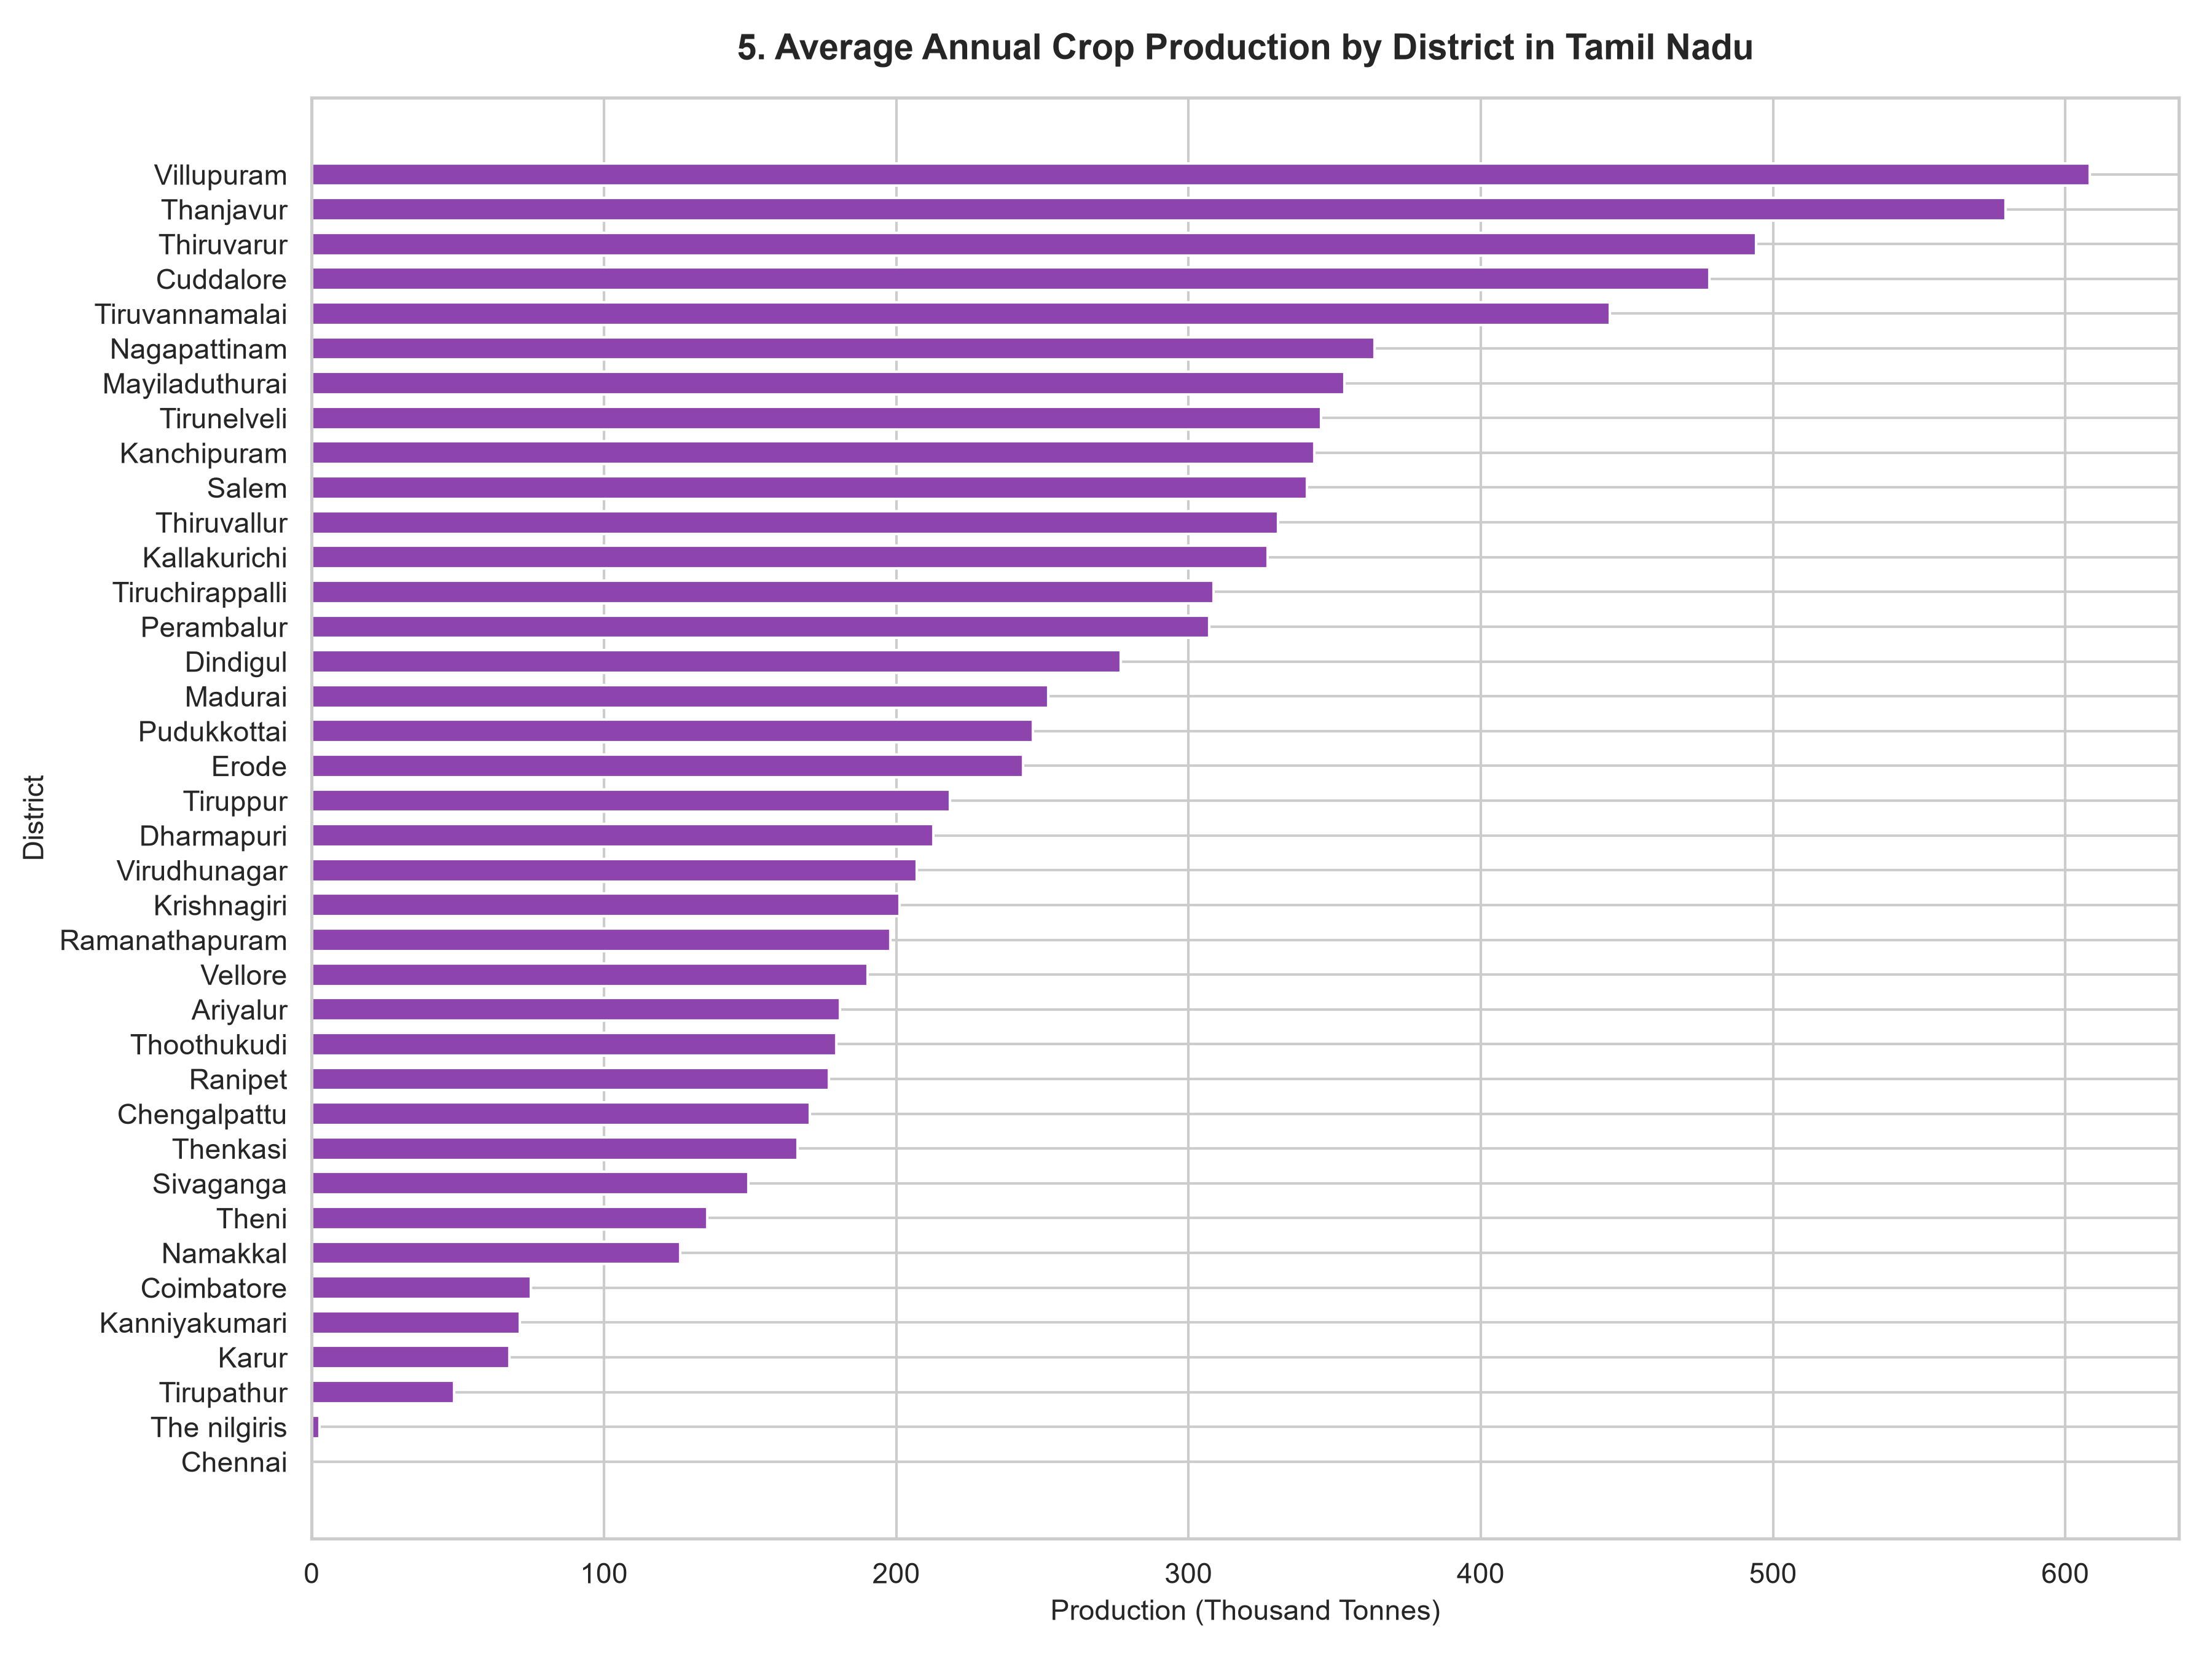 5. Average Annual Crop Production by District in Tamil Nadu
Villupuram
Thanjavur
Thiruvarur
Cuddalore
Tiruvannamalai
Nagapattinam
Mayiladuthurai
Tirunelveli
Kanchipuram
Salem
Thiruvallur
Kallakurichi
Tiruchirappalli
Perambalur
Dindigul
Madurai
Pudukkottai
Erode
Tiruppur
Dharmapuri
Virudhunagar
Krishnagiri
Ramanathapuram
Vellore
Ariyalur
Thoothukudi
Ranipet
Chengalpattu
Thenkasi
Sivaganga
Theni
Namakkal
Coimbatore
Kanniyakumari
Karur
Tirupathur
The nilgiris
Chennai
District
0 100 200 300 400 500 600
Production (Thousand Tonnes)